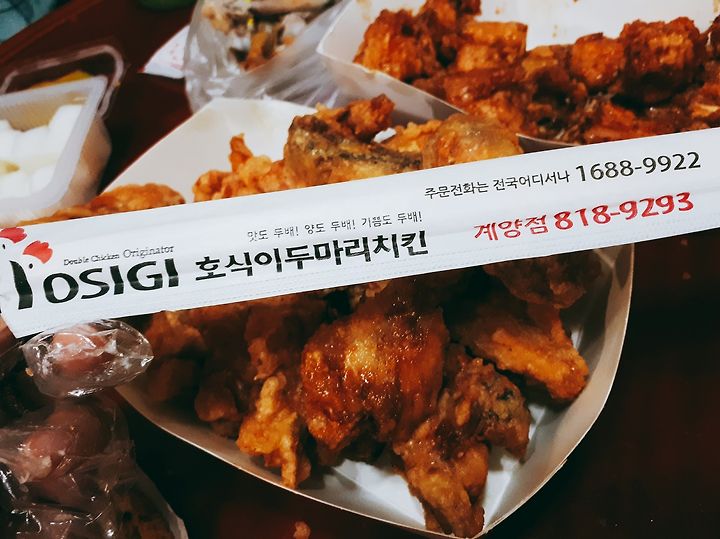 주문전화는 전국어디서나 1688-9922
맛도 두배! 양도 두배! 기쁨도 두배!
계양점 818-9293
Double Chicken Originator
HOSIGI 호식이두마리치킨